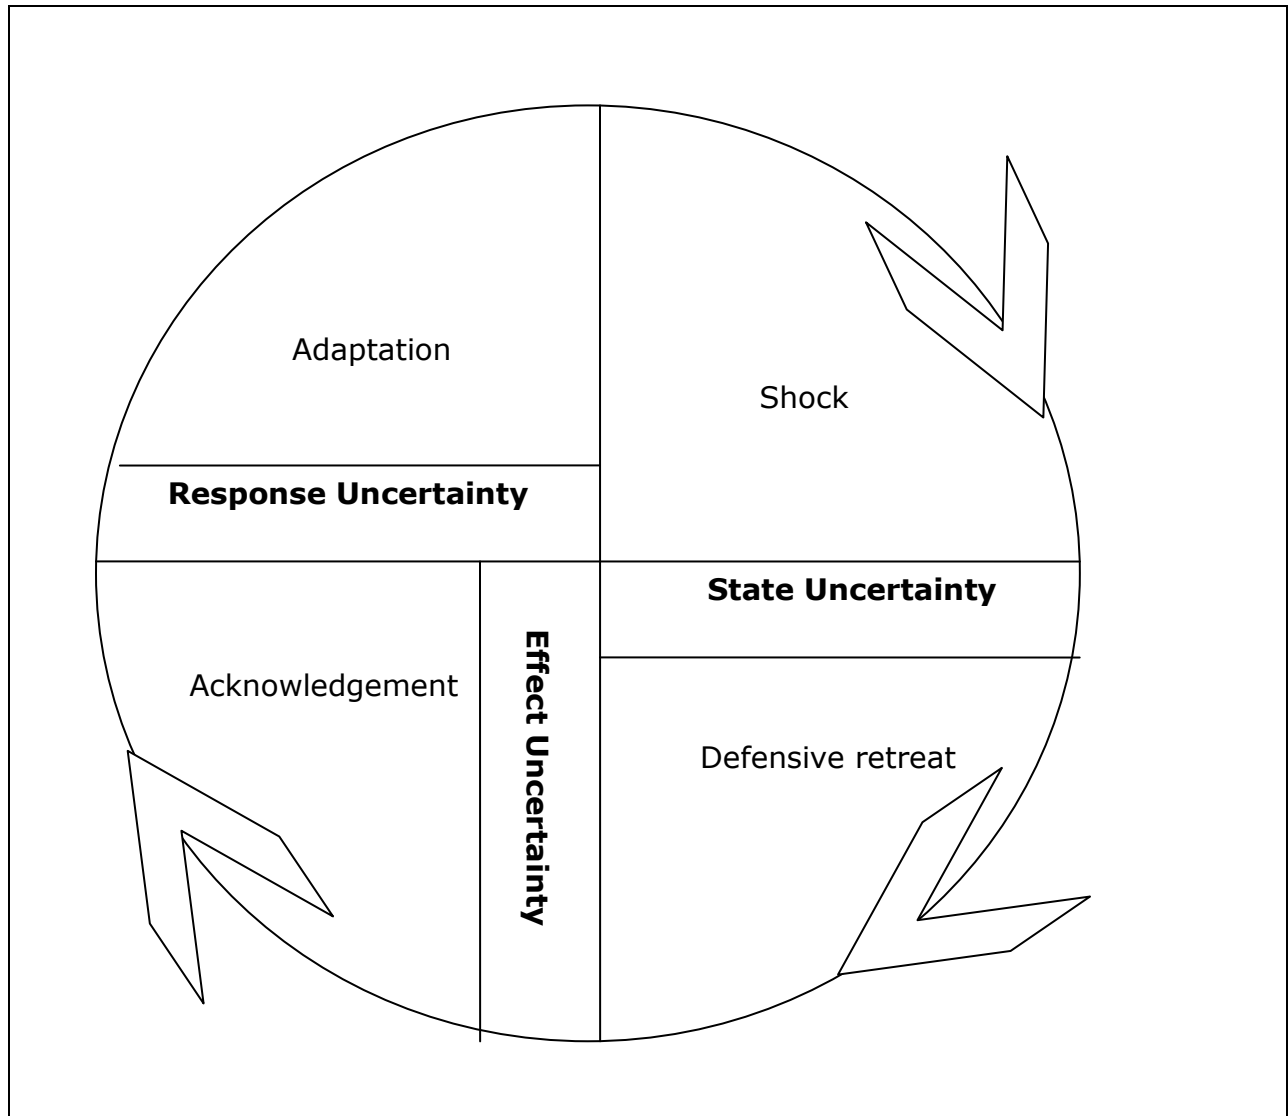 Adaptation
Shock
Response Uncertainty
State Uncertainty
Acknowledgement
Effect Uncertainty
Defensive retreat